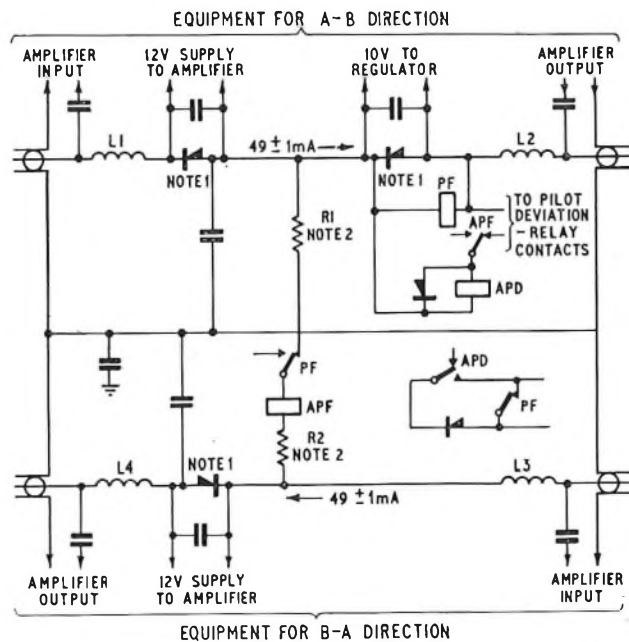 EQUIPMENT FOR A-B DIRECTION
AMPLIFIER
INPUT
12V SUPPLY
TO AMPLIFIER
10V TO
REGULATOR
AMPLIFIER
OUTPUT
L1
NOTE 1
49 ± 1mA
NOTE 1
L2
R1
NOTE 2
PF
APF
TO PILOT
DEVIATION
-RELAY
CONTACTS
APD
PF
APF
R2
NOTE 2
APD
PF
L4
NOTE 1
49 ± 1mA
L3
AMPLIFIER
OUTPUT
12V SUPPLY
TO AMPLIFIER
AMPLIFIER
INPUT
EQUIPMENT FOR B-A DIRECTION